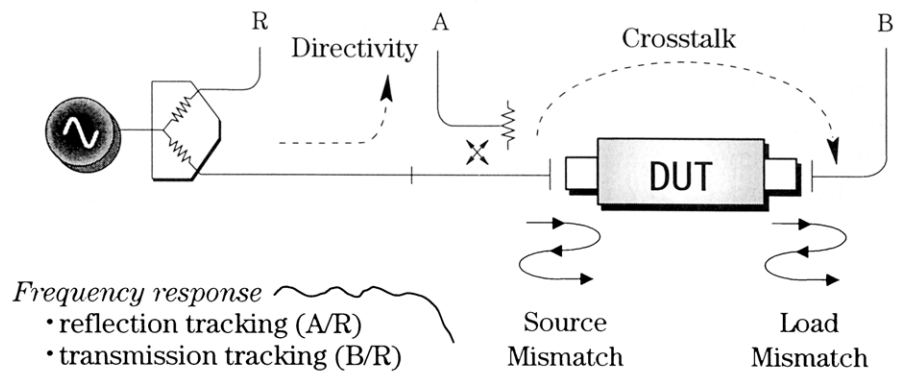 R
A
B
Directivity
Crosstalk
DUT
Frequency response
• reflection tracking (A/R)
• transmission tracking (B/R)
Source
Mismatch
Load
Mismatch